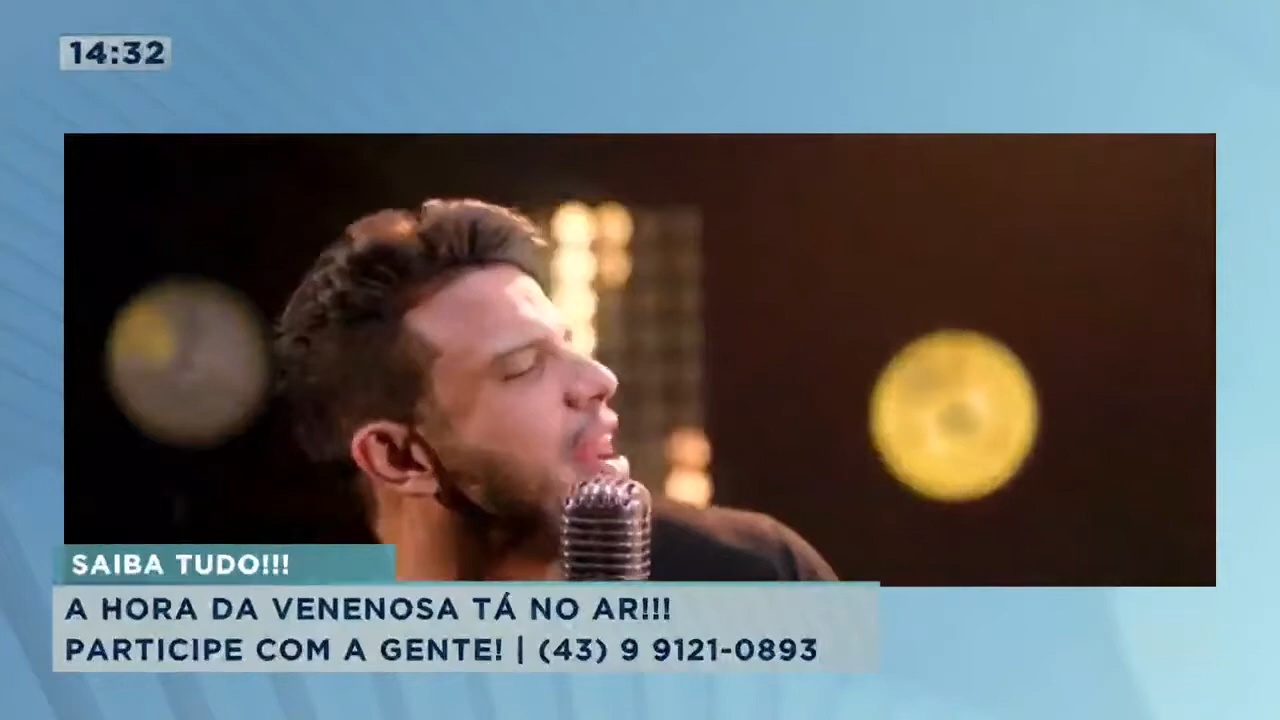 14:32
SAIBA TUDO!!!
A HORA DA VENENOSA TÁ NO AR!!!
PARTICIPE COM A GENTE! | (43) 9 9121-0893